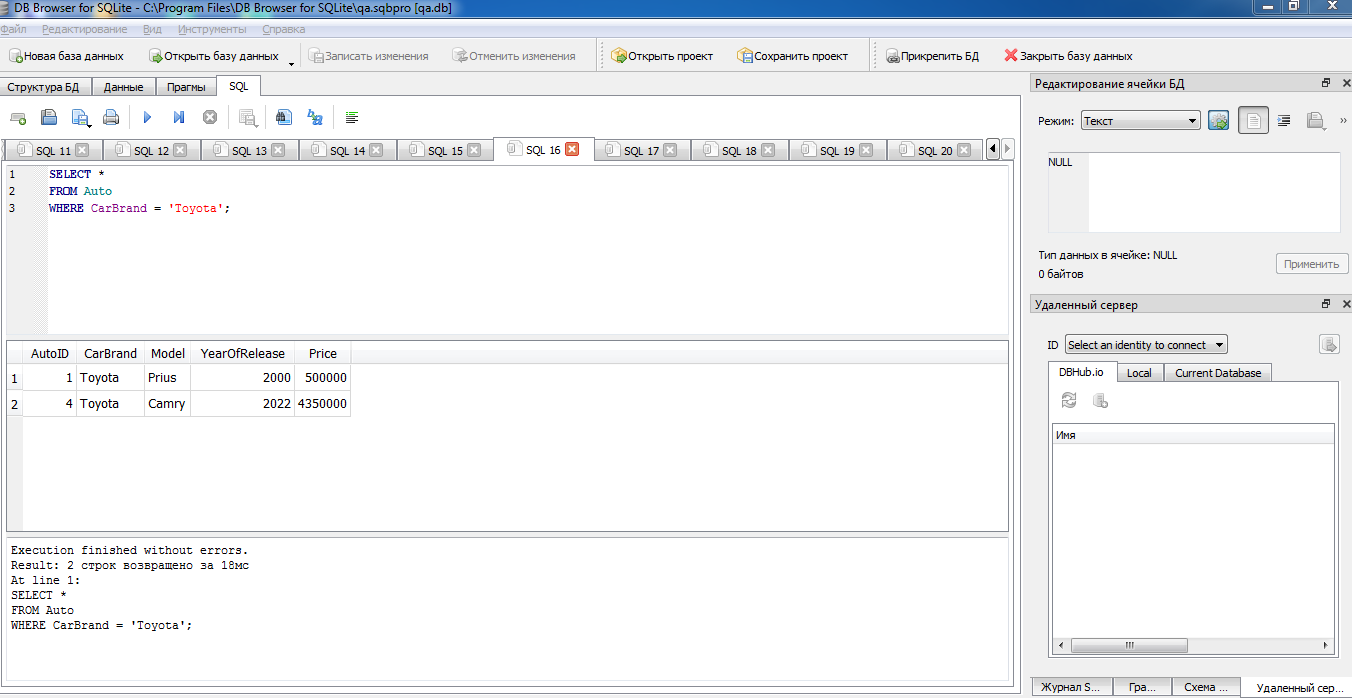 DB Browser for SQLite - C:\Program Files\DB Browser for SQLite\qa.sqbpro [qa.db]
Файл Редактирование Вид Инструменты Справка
Новая база данных Открыть базу данных Записать изменения Отменить изменения Открыть проект Сохранить проект Прикрепить БД Закрыть базу данных
Структура БД Данные Прагмы SQL
SQL 11 SQL 12 SQL 13 SQL 14 SQL 15 SQL 16 SQL 17 SQL 18 SQL 19 SQL 20
1 SELECT *
2 FROM Auto
3 WHERE CarBrand = 'Toyota';
AutoID CarBrand Model YearOfRelease Price
1 1 Toyota Prius 2000 500000
2 4 Toyota Camry 2022 4350000
Execution finished without errors.
Result: 2 строк возвращено за 18мс
At line 1:
SELECT *
FROM Auto
WHERE CarBrand = 'Toyota';
Редактирование ячейки БД
Режим: Текст
NULL
Тип данных в ячейке: NULL
0 байтов
Применить
Удаленный сервер
ID Select an identity to connect
DBHub.io Local Current Database
Имя
Журнал S... Гра... Схема ... Удаленный сер...